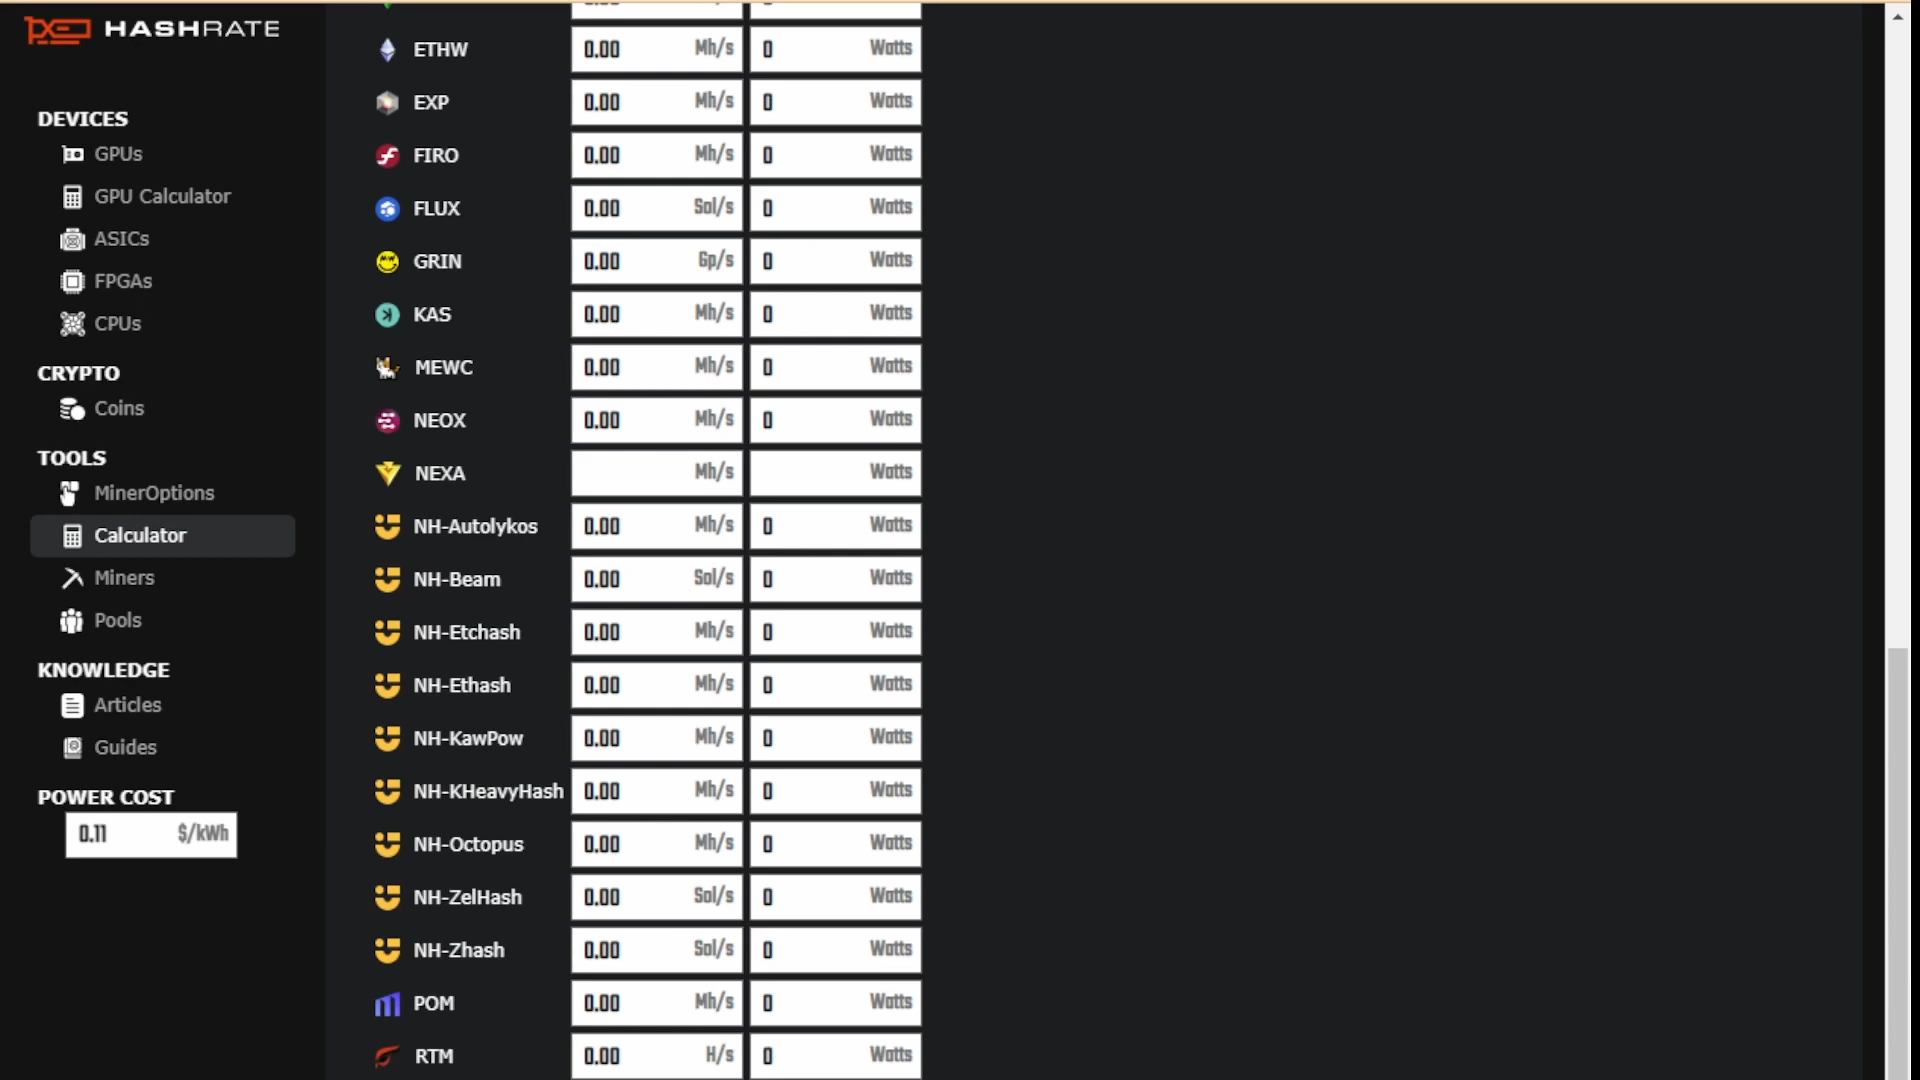 HASHRATE
DEVICES
GPUs
GPU Calculator
ASICs
FPGAs
CPUs
CRYPTO
Coins
TOOLS
MinerOptions
Calculator
Miners
Pools
KNOWLEDGE
Articles
Guides
POWER COST
0.11 $/kWh
ETHW 0.00 Mh/s 0 Watts
EXP 0.00 Mh/s 0 Watts
FIRO 0.00 Mh/s 0 Watts
FLUX 0.00 Sol/s 0 Watts
GRIN 0.00 Gp/s 0 Watts
KAS 0.00 Mh/s 0 Watts
MEWC 0.00 Mh/s 0 Watts
NEOX 0.00 Mh/s 0 Watts
NEXA Mh/s Watts
NH-Autolykos 0.00 Mh/s 0 Watts
NH-Beam 0.00 Sol/s 0 Watts
NH-Etchash 0.00 Mh/s 0 Watts
NH-Ethash 0.00 Mh/s 0 Watts
NH-KawPow 0.00 Mh/s 0 Watts
NH-KHeavyHash 0.00 Mh/s 0 Watts
NH-Octopus 0.00 Mh/s 0 Watts
NH-ZelHash 0.00 Sol/s 0 Watts
NH-Zhash 0.00 Sol/s 0 Watts
POM 0.00 Mh/s 0 Watts
RTM 0.00 H/s 0 Watts